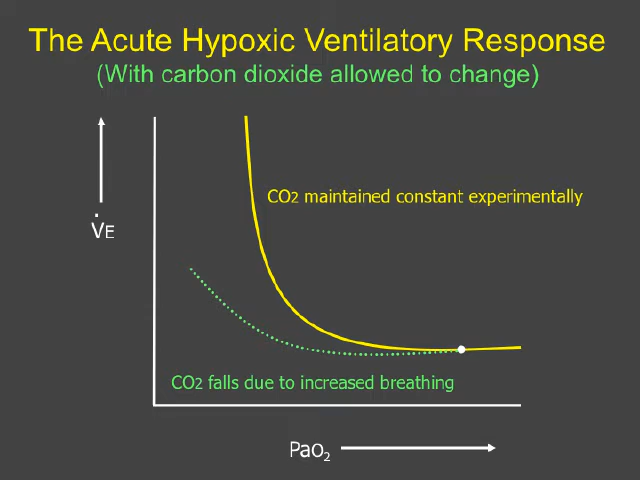 The Acute Hypoxic Ventilatory Response
(With carbon dioxide allowed to change)
CO2 maintained constant experimentally
V̇E
CO2 falls due to increased breathing
PaO₂